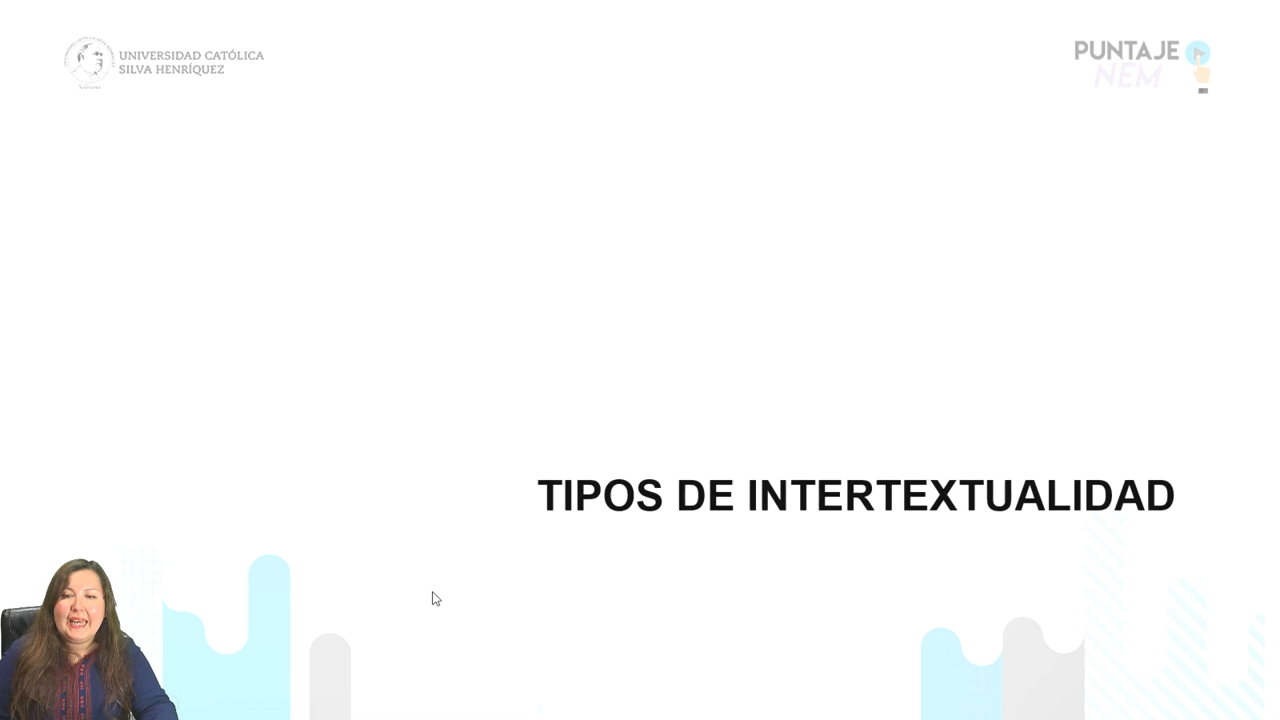 UNIVERSIDAD CATÓLICA
SILVA HENRÍQUEZ
PUNTAJE
NEM
TIPOS DE INTERTEXTUALIDAD